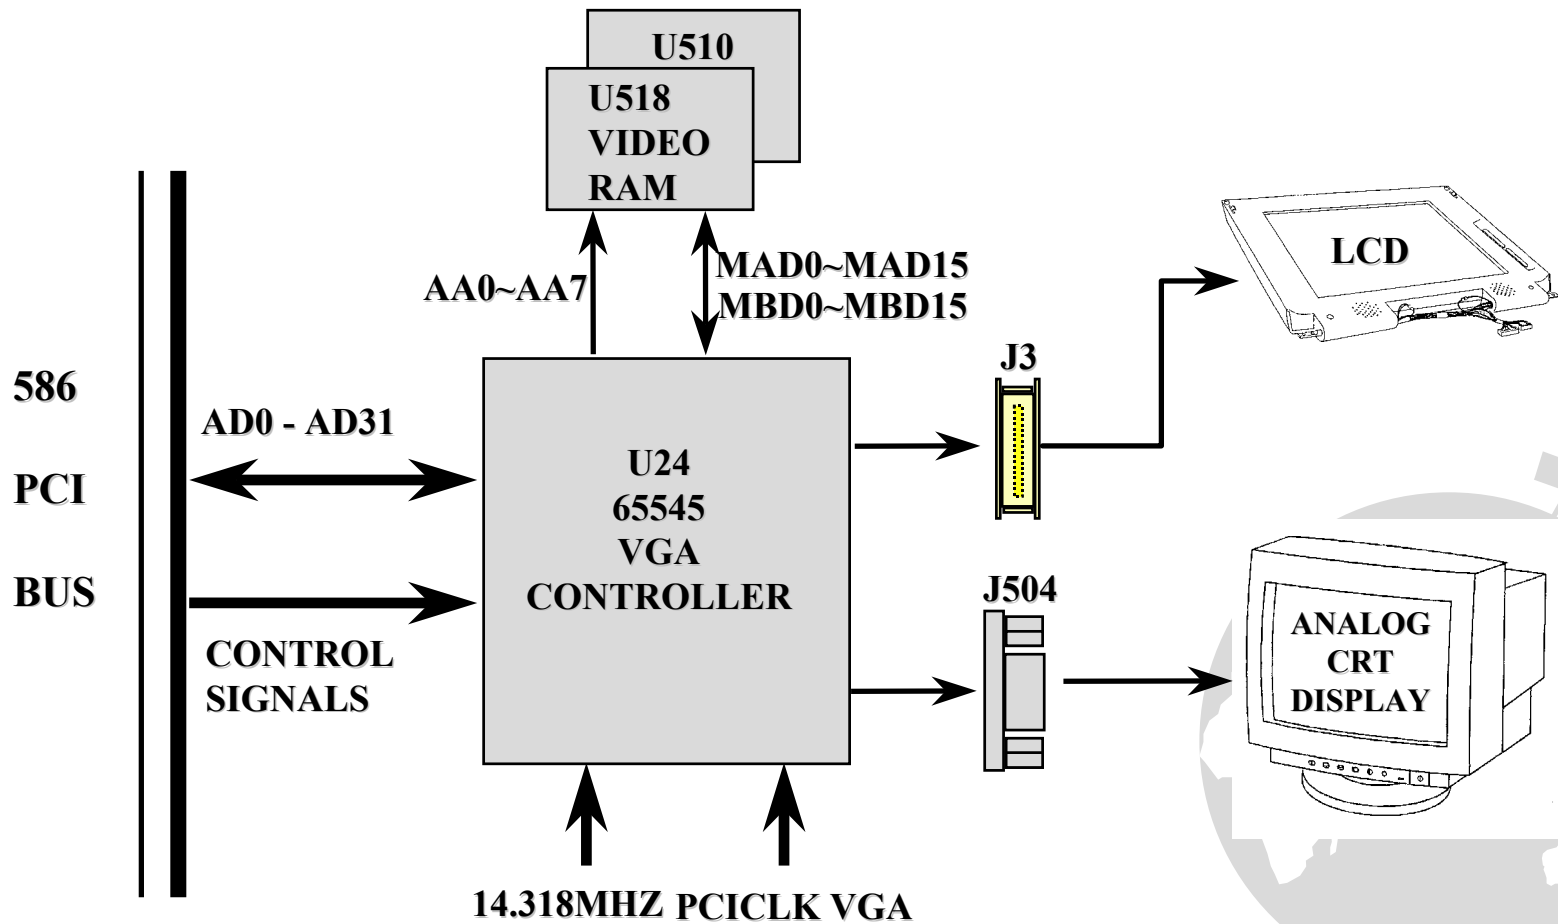 U510
U518
VIDEO
RAM
AA0~AA7
MAD0~MAD15
MBD0~MBD15
LCD
J3
586
PCI
BUS
AD0 - AD31
CONTROL
SIGNALS
U24
65545
VGA
CONTROLLER
J504
ANALOG
CRT
DISPLAY
14.318MHZ
PCICLK VGA